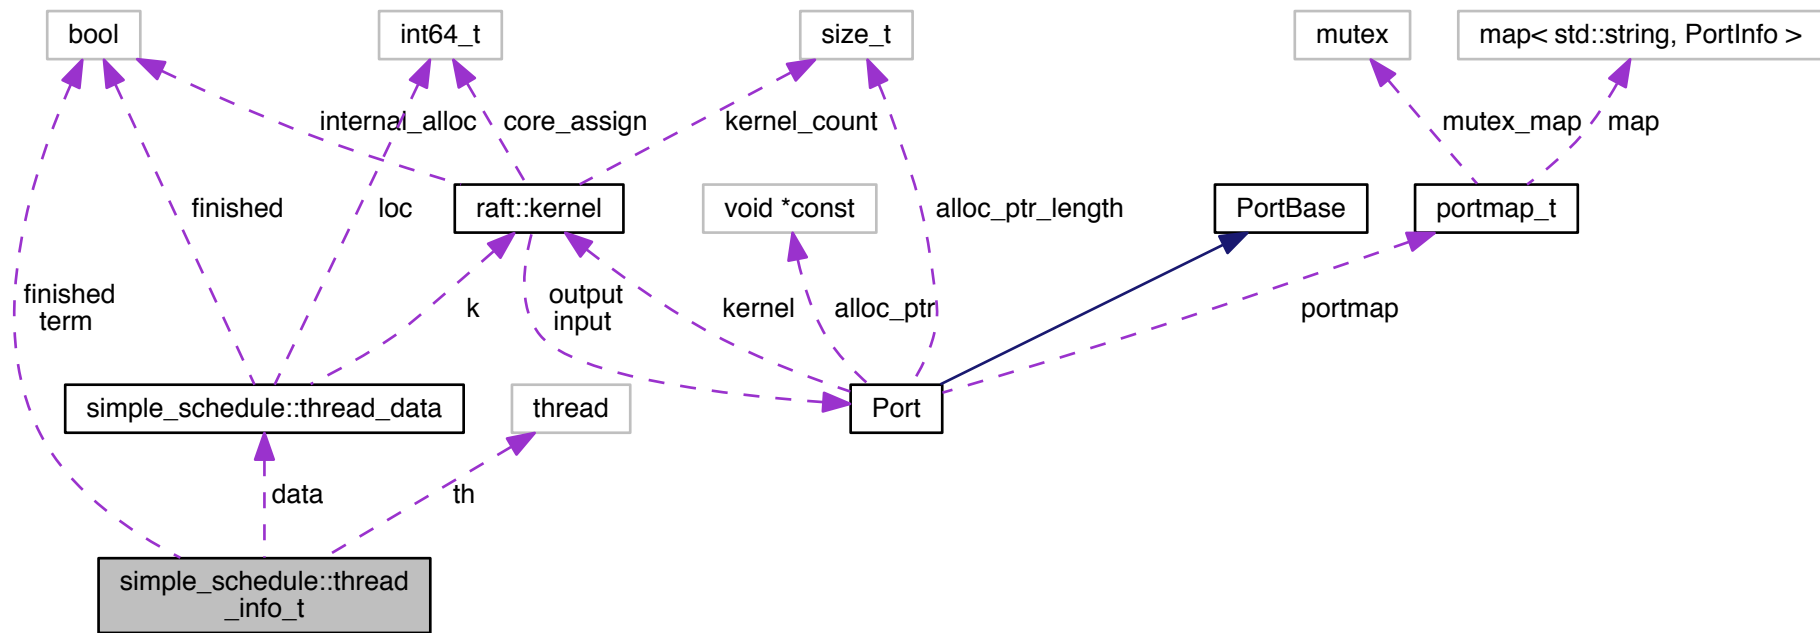 bool
int64_t
size_t
mutex
map< std::string, PortInfo >
internal_alloc
core_assign
kernel_count
mutex_map
map
finished
loc
raft::kernel
void *const
alloc_ptr_length
PortBase
portmap_t
finished
term
k
output
input
kernel
alloc_ptr
portmap
simple_schedule::thread_data
thread
Port
data
th
simple_schedule::thread
_info_t